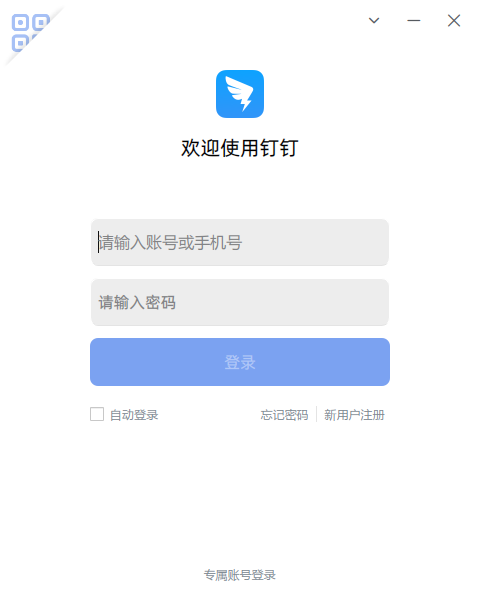 欢迎使用钉钉
请输入账号或手机号
请输入密码
登录
自动登录
忘记密码 新用户注册
专属账号登录